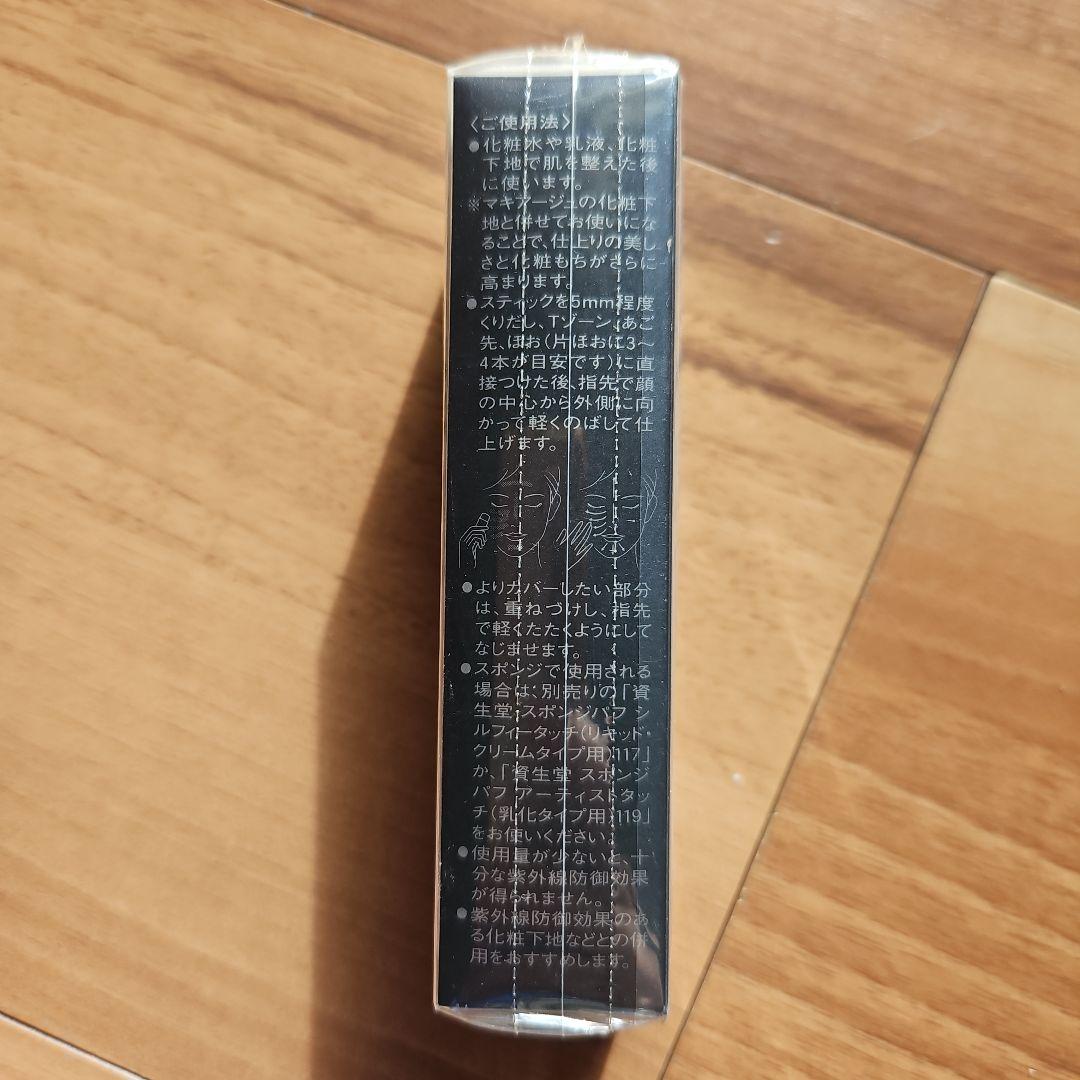 〈ご使用法〉
●化粧水や乳液、化粧
下地で肌を整えた後
に使います。
※マキアージュの化粧下
地と併せてお使いにな
ることで、仕上りの美し
さと化粧もちがさらに
高まります。
●スティックを5mm程度
くりだし、Tゾーン、あご
先、ほお(片ほおに3〜
4本が目安です)に直
接つけた後、指先で顔
の中心から外側に向
かって軽くのばして仕
上げます。
●よりカバーしたい部分
は、重ねづけし、指先
で軽くたたくようにして
なじませます。
●スポンジで使用される
場合は、別売りの「資
生堂 スポンジパフ シ
ルフィータッチ(リキッド・
クリームタイプ用)117」
か、「資生堂 スポンジ
パフ アーティストタッ
チ(乳化タイプ用)119」
をお使いください。
●使用量が少ないと、十
分な紫外線防御効果
が得られません。
●紫外線防御効果のあ
る化粧下地などとの併
用をおすすめします。